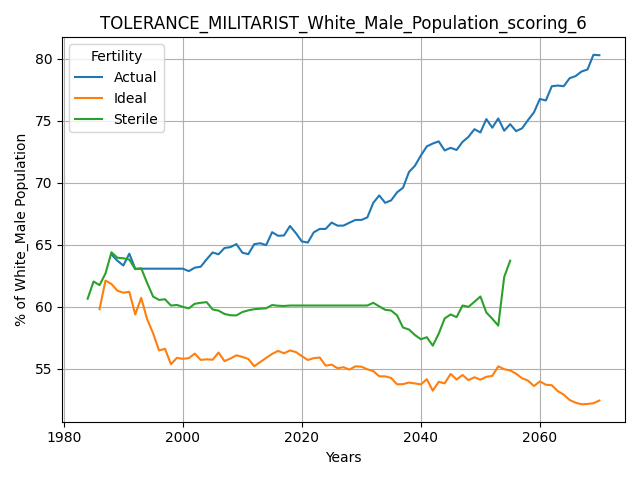 TOLERANCE_MILITARIST_White_Male_Population_scoring_6
Fertility
Actual
Ideal
Sterile
% of White_Male Population
80
75
70
65
60
55
1980
2000
2020
2040
2060
Years